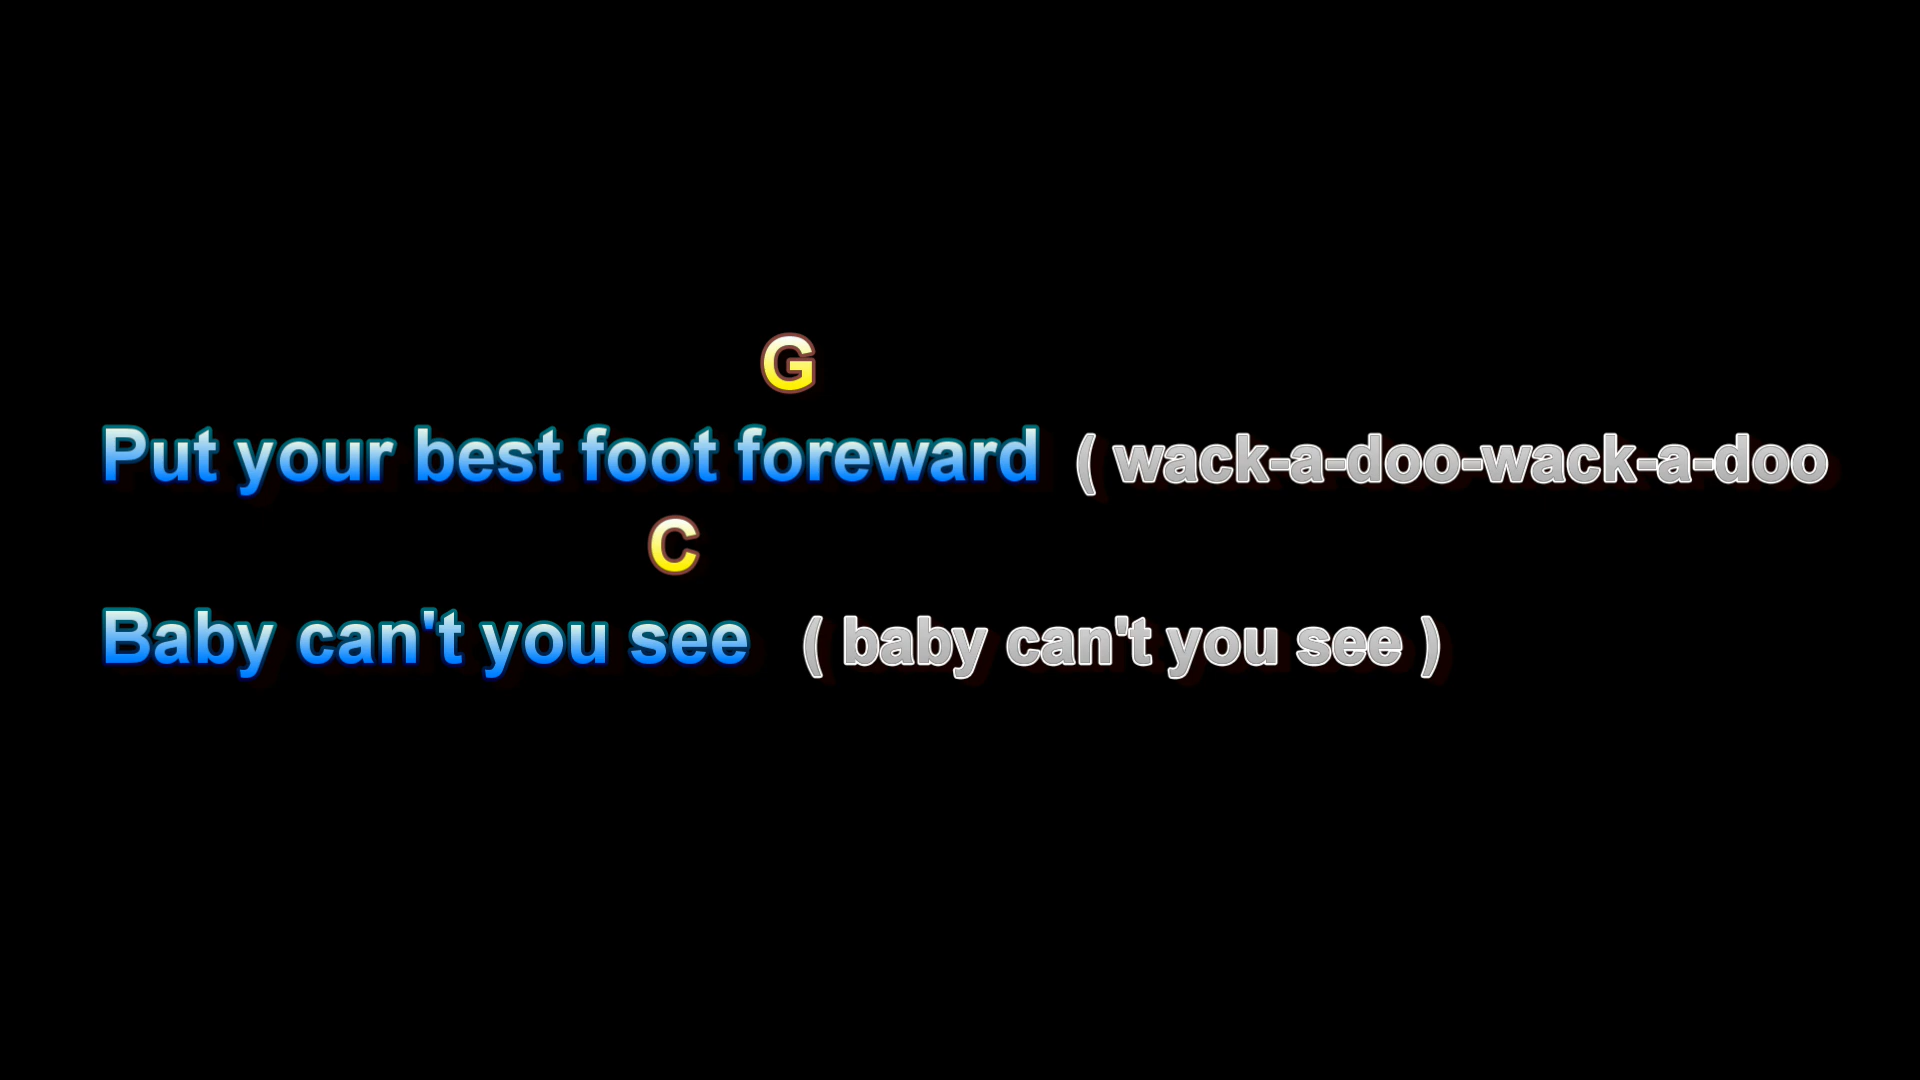 G
Put your best foot foreward ( wack-a-doo-wack-a-doo
C
Baby can't you see ( baby can't you see )